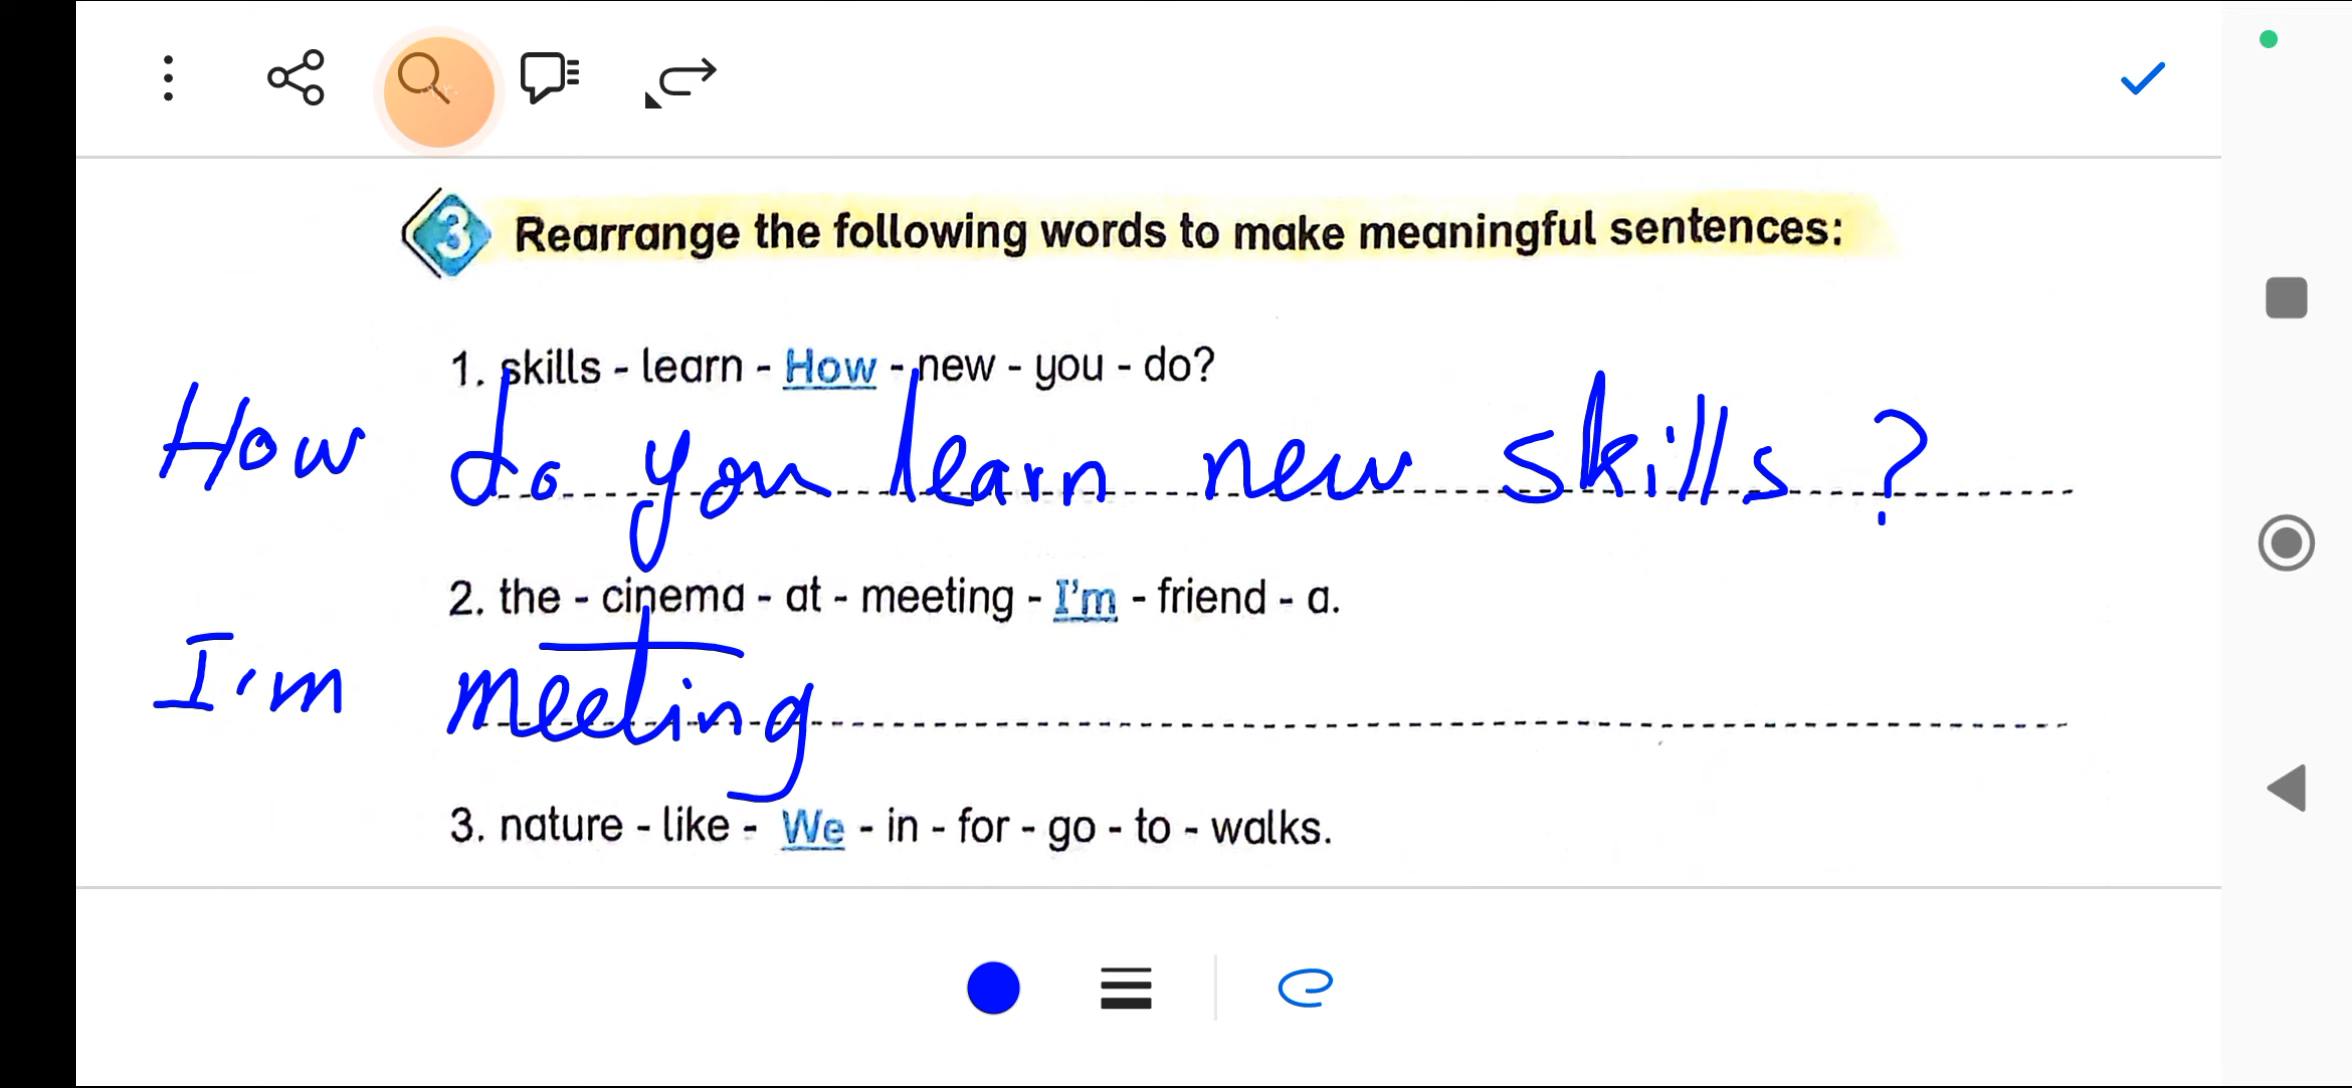 3 Rearrange the following words to make meaningful sentences:
1. skills - learn - How - new - you - do?
How do you learn new skills ?
2. the - cinema - at - meeting - I'm - friend - a.
I'm meeting
3. nature - like - We - in - for - go - to - walks.